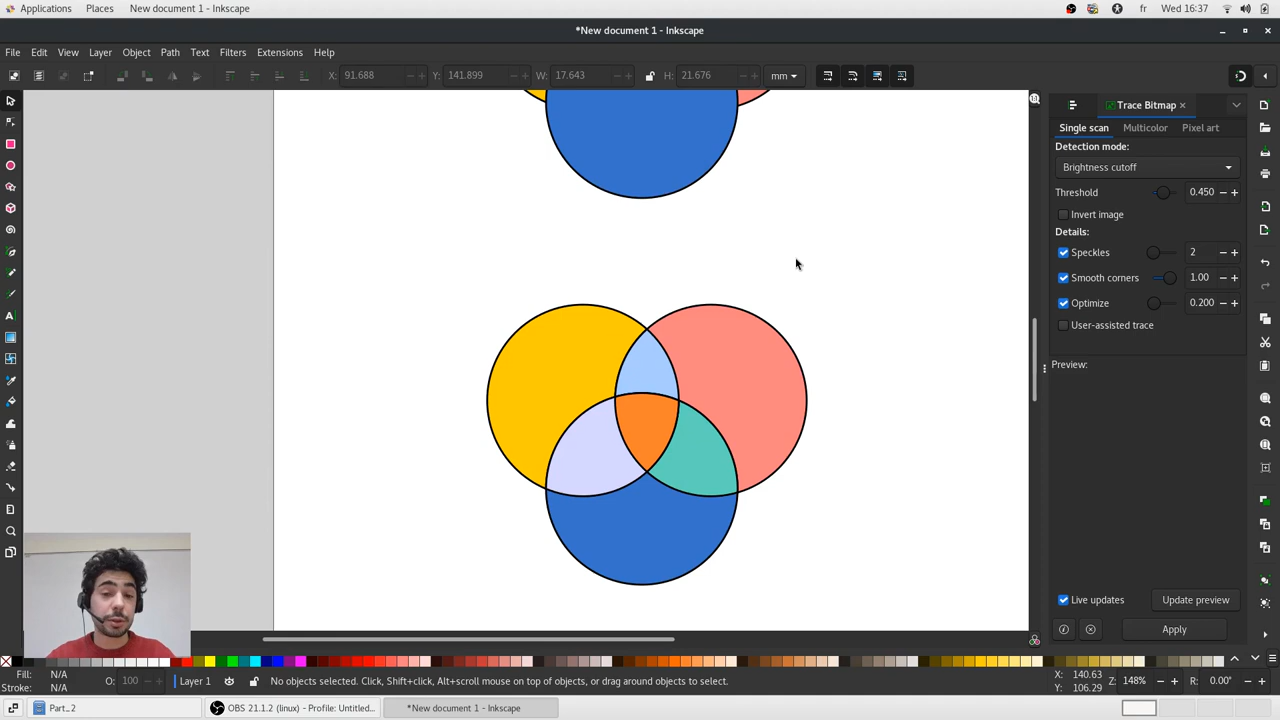 Applications Places New document 1 - Inkscape fr Wed 16:37
*New document 1 - Inkscape
File Edit View Layer Object Path Text Filters Extensions Help
X: 91.688 Y: 141.899 W: 17.643 H: 21.676 mm
Trace Bitmap
Single scan Multicolor Pixel art
Detection mode:
Brightness cutoff
Threshold 0.450
Invert image
Details:
Speckles 2
Smooth corners 1.00
Optimize 0.200
User-assisted trace
Preview:
Live updates Update preview
Apply
Fill: N/A
Stroke: N/A
O: 100 Layer 1 No objects selected. Click, Shift+click, Alt+scroll mouse on top of objects, or drag around objects to select.
X: 140.63
Y: 106.29
Z: 148% R: 0.00°
Part_2 OBS 21.1.2 (linux) - Profile: Untitled... *New document 1 - Inkscape